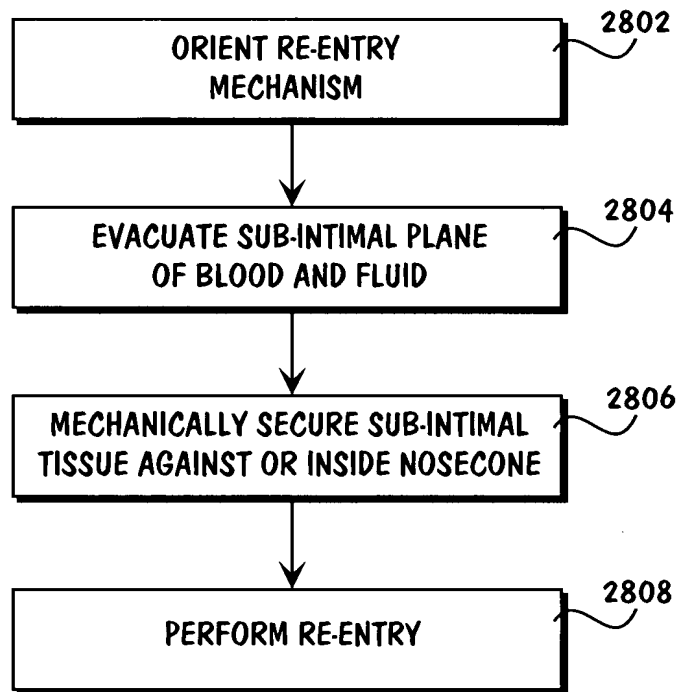 2802
ORIENT RE-ENTRY
MECHANISM
2804
EVACUATE SUB-INTIMAL PLANE
OF BLOOD AND FLUID
2806
MECHANICALLY SECURE SUB-INTIMAL
TISSUE AGAINST OR INSIDE NOSECONE
2808
PERFORM RE-ENTRY